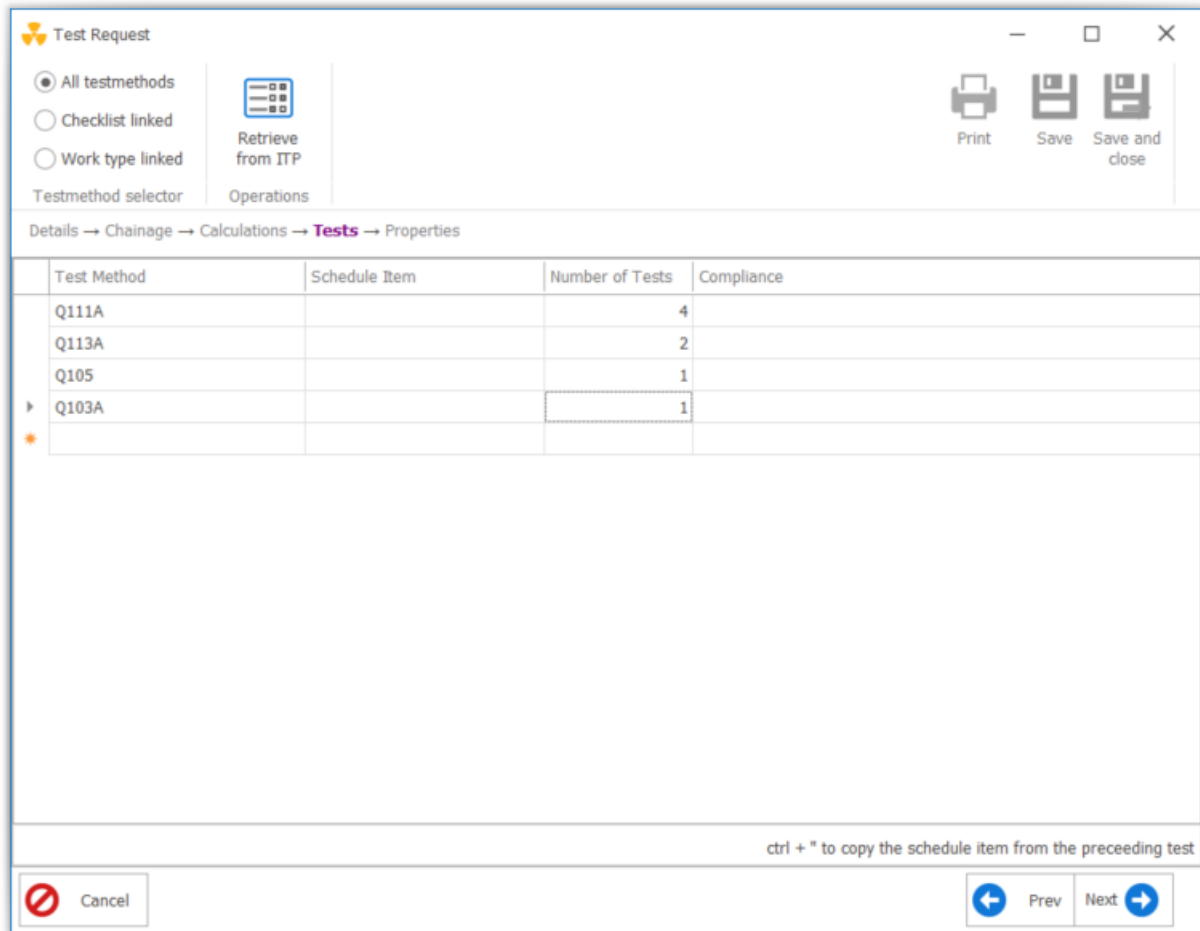 Test Request
All testmethods
Checklist linked
Work type linked
Testmethod selector
Retrieve
from ITP
Operations
Print
Save
Save and
close
Details → Chainage → Calculations → Tests → Properties
Test Method Schedule Item Number of Tests Compliance
Q111A 4
Q113A 2
Q105 1
Q103A 1
ctrl + " to copy the schedule item from the preceeding test
Cancel
Prev
Next